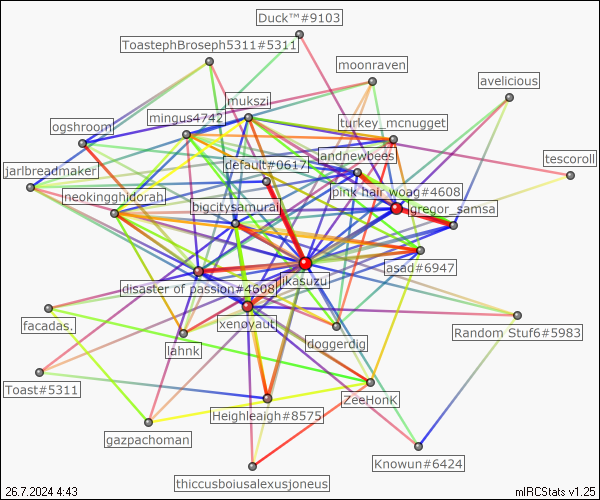 Duck™#9103
ToastephBroseph5311#5311
moonraven
avelicious
mukszi
mingus4742
turkey_mcnugget
ogshroom
andnewbees
tescoroll
default#0617
jarlbreadmaker
pink hair woag#4608
neokingghidorah
bigcitysamurai
gregor_samsa
asad#6947
jikasuzu
disaster of passion#4608
xenovault
facadas.
Random Stuf6#5983
doggerdig
lahnk
Toast#5311
ZeeHonK
Heighleaigh#8575
gazpachoman
Knowun#6424
thiccusboiusalexusjoneus
26.7.2024 4:43
mIRCStats v1.25